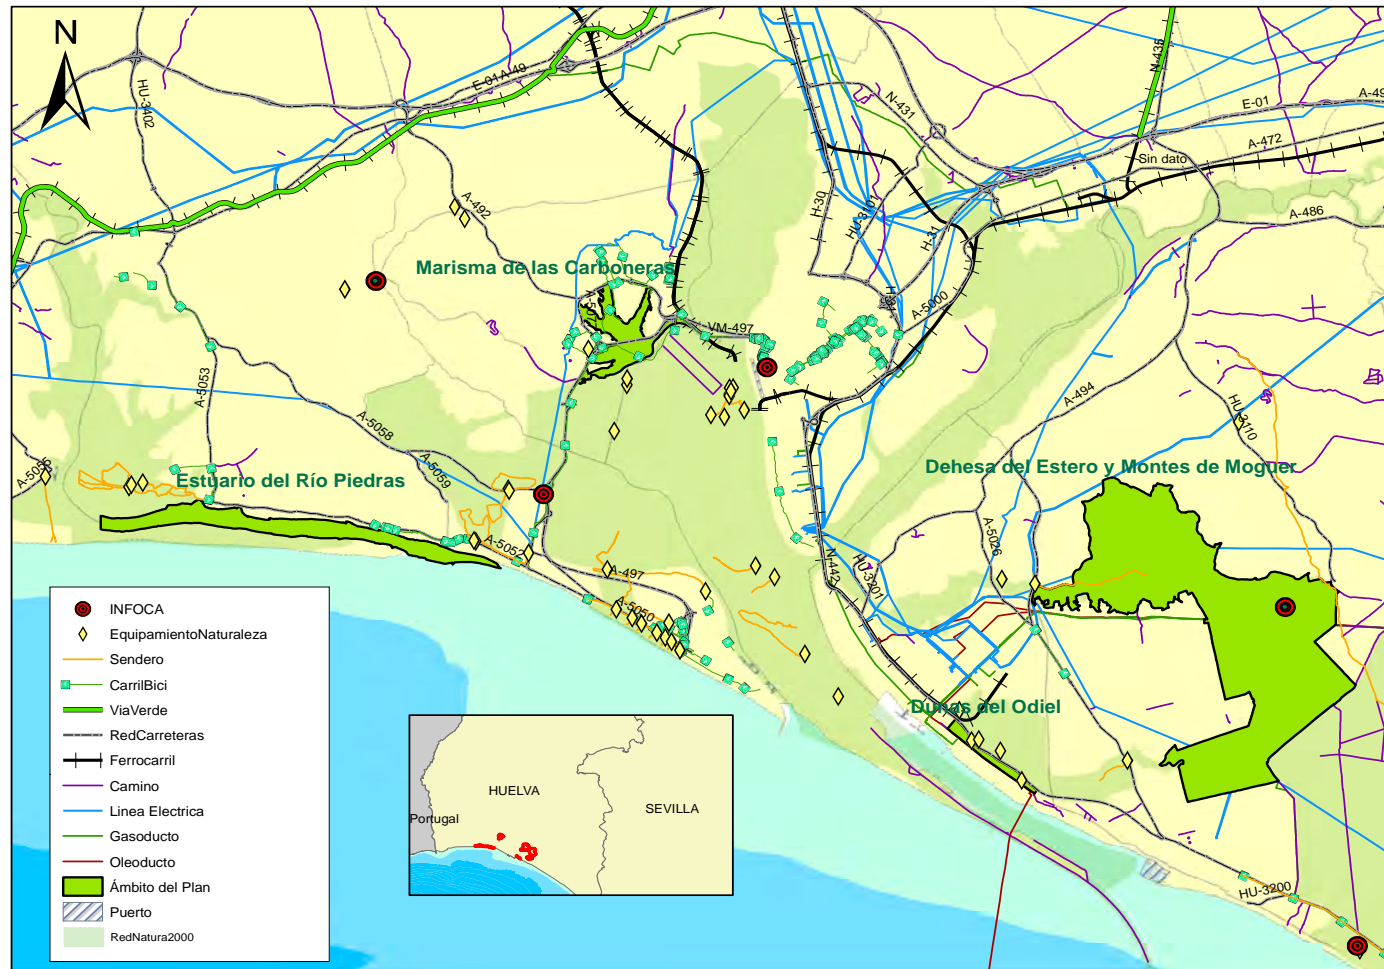 N
HU-3402
E-01A-49
N-431
N-435
E-01
A-49
A-472
Sin dato
A-486
A-492
H-30
HU-3101
H-31
A-5000
Marisma de las Carboneras
VM-497
A-5053
A-5058
A-5059
A-5055
A-494
HU-3110
Estuario del Río Piedras
Dehesa del Estero y Montes de Moguer
A-5052
A-497
A-5050
N-442
HU-3201
A-5026
Dunas del Odiel
HU-3200
INFOCA
EquipamientoNaturaleza
Sendero
CarrilBici
ViaVerde
RedCarreteras
Ferrocarril
Camino
Linea Electrica
Gasoducto
Oleoducto
Ámbito del Plan
Puerto
RedNatura2000
HUELVA
SEVILLA
Portugal